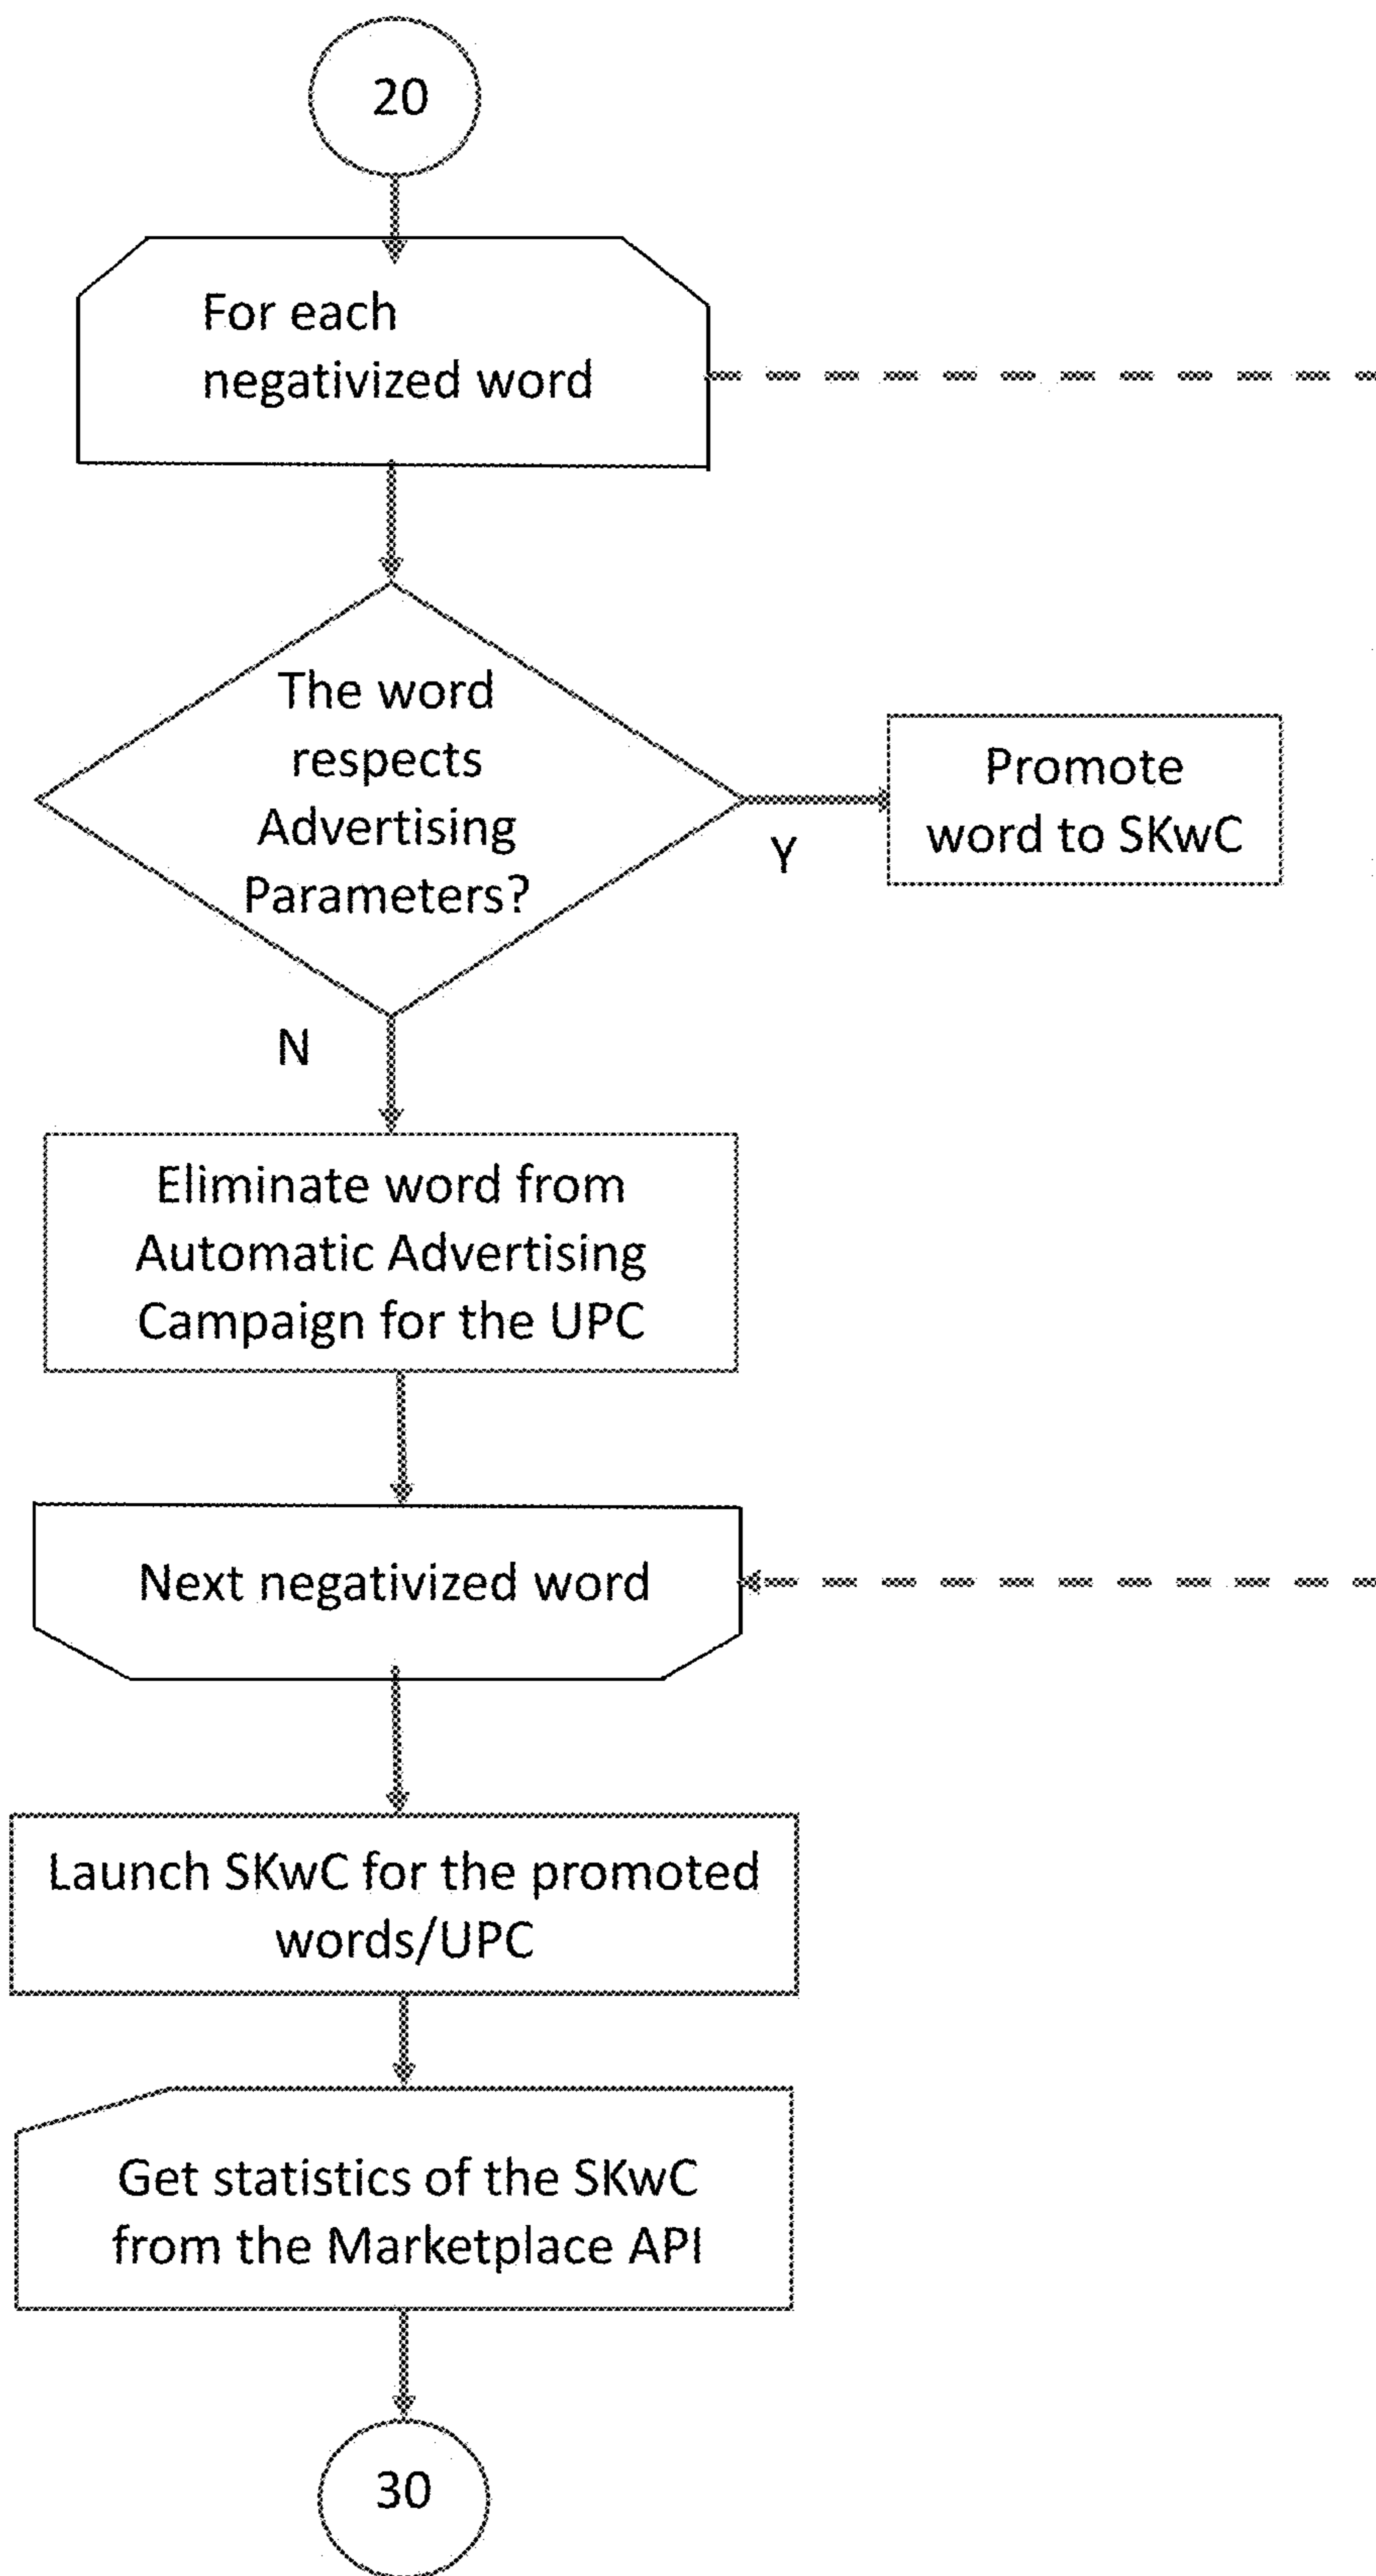 20
For each
negativized word
The word
respects
Advertising
Parameters?
Y
Promote
word to SKwC
N
Eliminate word from
Automatic Advertising
Campaign for the UPC
Next negativized word
Launch SKwC for the promoted
words/UPC
Get statistics of the SKwC
from the Marketplace API
30